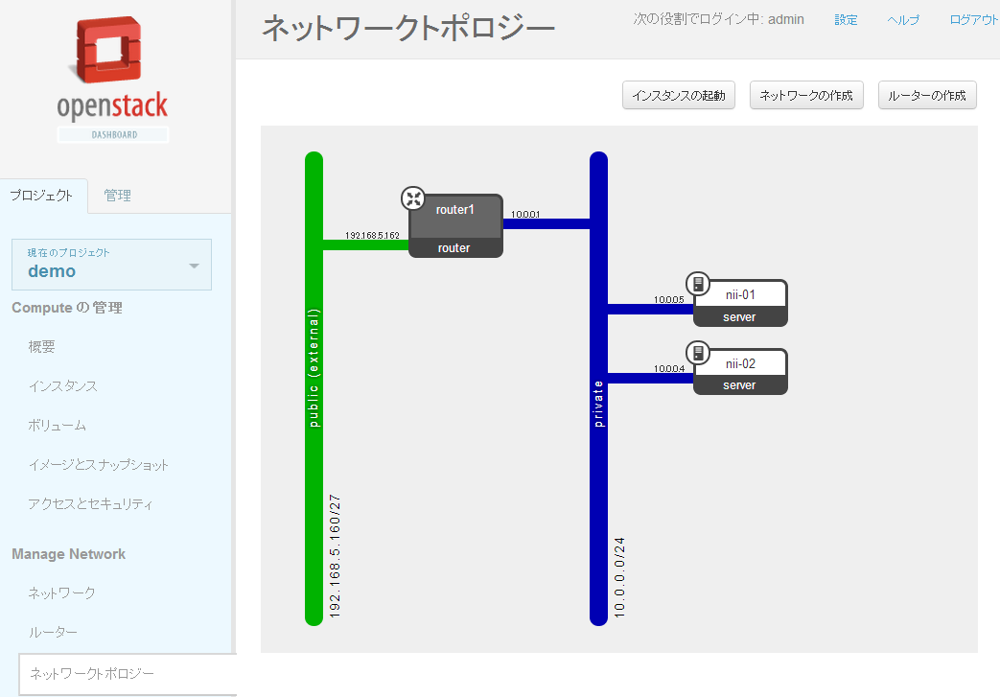 openstack
DASHBOARD
プロジェクト
管理
現在のプロジェクト
demo
Compute の管理
概要
インスタンス
ボリューム
イメージとスナップショット
アクセスとセキュリティ
Manage Network
ネットワーク
ルーター
ネットワークトポロジー
ネットワークトポロジー
次の役割でログイン中: admin
設定
ヘルプ
ログアウト
インスタンスの起動
ネットワークの作成
ルーターの作成
public (external)
192.168.5.160/27
192.168.5.162
router1
router
10.0.0.1
private
10.0.0.0/24
10.0.0.5
nii-01
server
10.0.0.4
nii-02
server